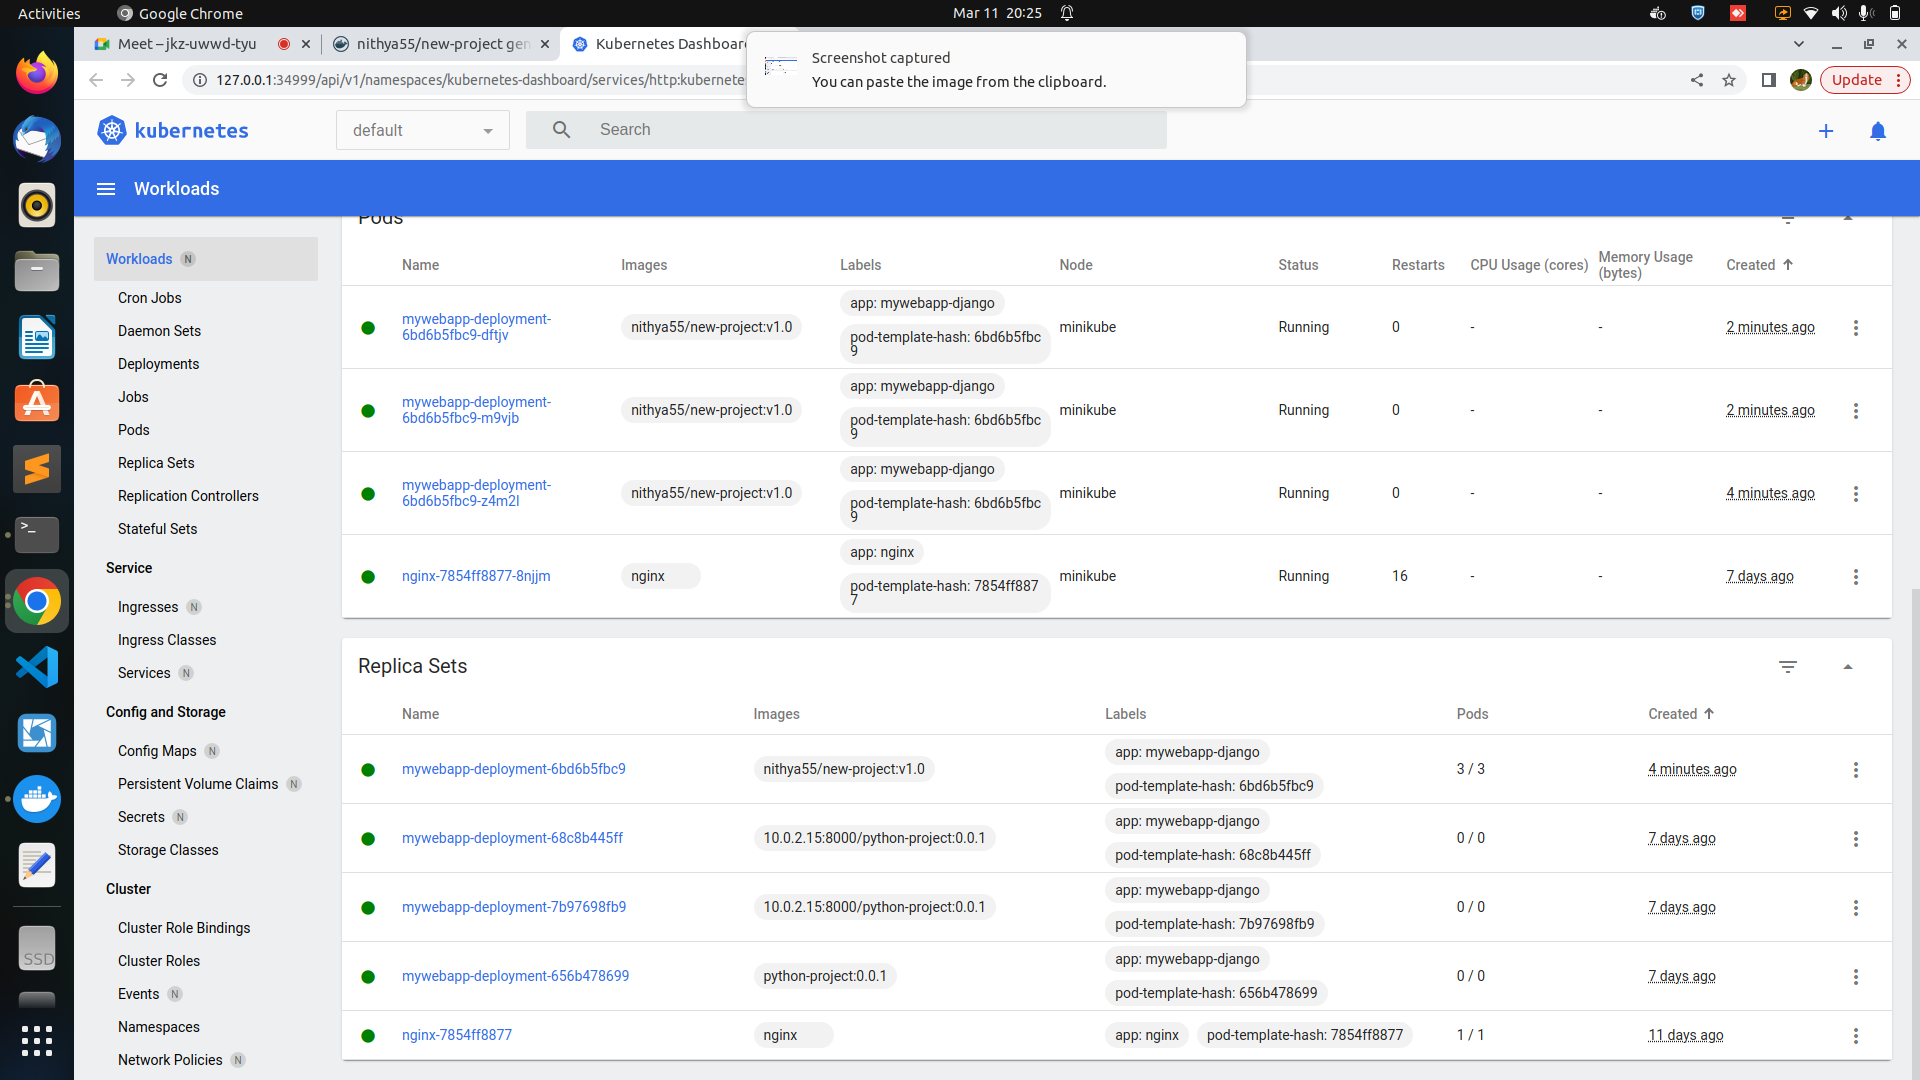 Activities
Google Chrome
Mar 11 20:25
Meet – jkz-uwwd-tyu
nithya55/new-project gen
Kubernetes Dashboar
Screenshot captured
You can paste the image from the clipboard.
127.0.0.1:34999/api/v1/namespaces/kubernetes-dashboard/services/http:kubernete
Update
kubernetes
default
Search
Workloads
Workloads N
Cron Jobs
Daemon Sets
Deployments
Jobs
Pods
Replica Sets
Replication Controllers
Stateful Sets
Service
Ingresses N
Ingress Classes
Services N
Config and Storage
Config Maps N
Persistent Volume Claims N
Secrets N
Storage Classes
Cluster
Cluster Role Bindings
Cluster Roles
Events N
Namespaces
Network Policies N
SSD
Pods
Name Images Labels Node Status Restarts CPU Usage (cores) Memory Usage (bytes) Created
mywebapp-deployment-6bd6b5fbc9-dftjv nithya55/new-project:v1.0 app: mywebapp-django pod-template-hash: 6bd6b5fbc9 minikube Running 0 - - 2 minutes ago
mywebapp-deployment-6bd6b5fbc9-m9vjb nithya55/new-project:v1.0 app: mywebapp-django pod-template-hash: 6bd6b5fbc9 minikube Running 0 - - 2 minutes ago
mywebapp-deployment-6bd6b5fbc9-z4m2l nithya55/new-project:v1.0 app: mywebapp-django pod-template-hash: 6bd6b5fbc9 minikube Running 0 - - 4 minutes ago
nginx-7854ff8877-8njjm nginx app: nginx pod-template-hash: 7854ff8877 minikube Running 16 - - 7 days ago
Replica Sets
Name Images Labels Pods Created
mywebapp-deployment-6bd6b5fbc9 nithya55/new-project:v1.0 app: mywebapp-django pod-template-hash: 6bd6b5fbc9 3 / 3 4 minutes ago
mywebapp-deployment-68c8b445ff 10.0.2.15:8000/python-project:0.0.1 app: mywebapp-django pod-template-hash: 68c8b445ff 0 / 0 7 days ago
mywebapp-deployment-7b97698fb9 10.0.2.15:8000/python-project:0.0.1 app: mywebapp-django pod-template-hash: 7b97698fb9 0 / 0 7 days ago
mywebapp-deployment-656b478699 python-project:0.0.1 app: mywebapp-django pod-template-hash: 656b478699 0 / 0 7 days ago
nginx-7854ff8877 nginx app: nginx pod-template-hash: 7854ff8877 1 / 1 11 days ago